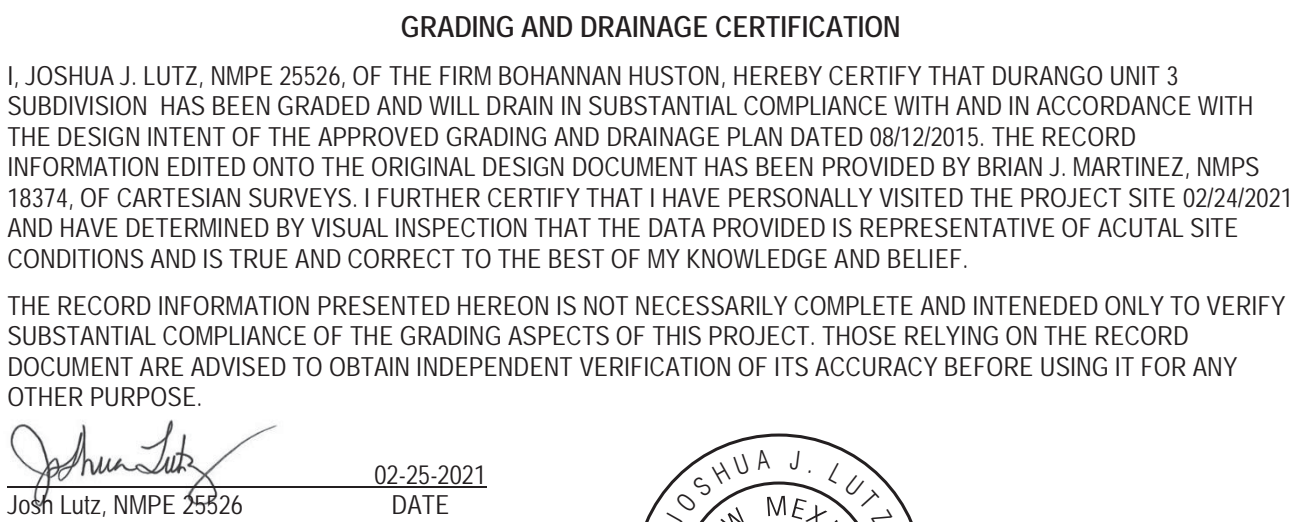 GRADING AND DRAINAGE CERTIFICATION
I, JOSHUA J. LUTZ, NMPE 25526, OF THE FIRM BOHANNAN HUSTON, HEREBY CERTIFY THAT DURANGO UNIT 3
SUBDIVISION HAS BEEN GRADED AND WILL DRAIN IN SUBSTANTIAL COMPLIANCE WITH AND IN ACCORDANCE WITH
THE DESIGN INTENT OF THE APPROVED GRADING AND DRAINAGE PLAN DATED 08/12/2015. THE RECORD
INFORMATION EDITED ONTO THE ORIGINAL DESIGN DOCUMENT HAS BEEN PROVIDED BY BRIAN J. MARTINEZ, NMPS
18374, OF CARTESIAN SURVEYS. I FURTHER CERTIFY THAT I HAVE PERSONALLY VISITED THE PROJECT SITE 02/24/2021
AND HAVE DETERMINED BY VISUAL INSPECTION THAT THE DATA PROVIDED IS REPRESENTATIVE OF ACUTAL SITE
CONDITIONS AND IS TRUE AND CORRECT TO THE BEST OF MY KNOWLEDGE AND BELIEF.
THE RECORD INFORMATION PRESENTED HEREON IS NOT NECESSARILY COMPLETE AND INTENEDED ONLY TO VERIFY
SUBSTANTIAL COMPLIANCE OF THE GRADING ASPECTS OF THIS PROJECT. THOSE RELYING ON THE RECORD
DOCUMENT ARE ADVISED TO OBTAIN INDEPENDENT VERIFICATION OF ITS ACCURACY BEFORE USING IT FOR ANY
OTHER PURPOSE.
Joshua Lutz
02-25-2021
Josh Lutz, NMPE 25526 DATE
JOSHUA J. LUTZ